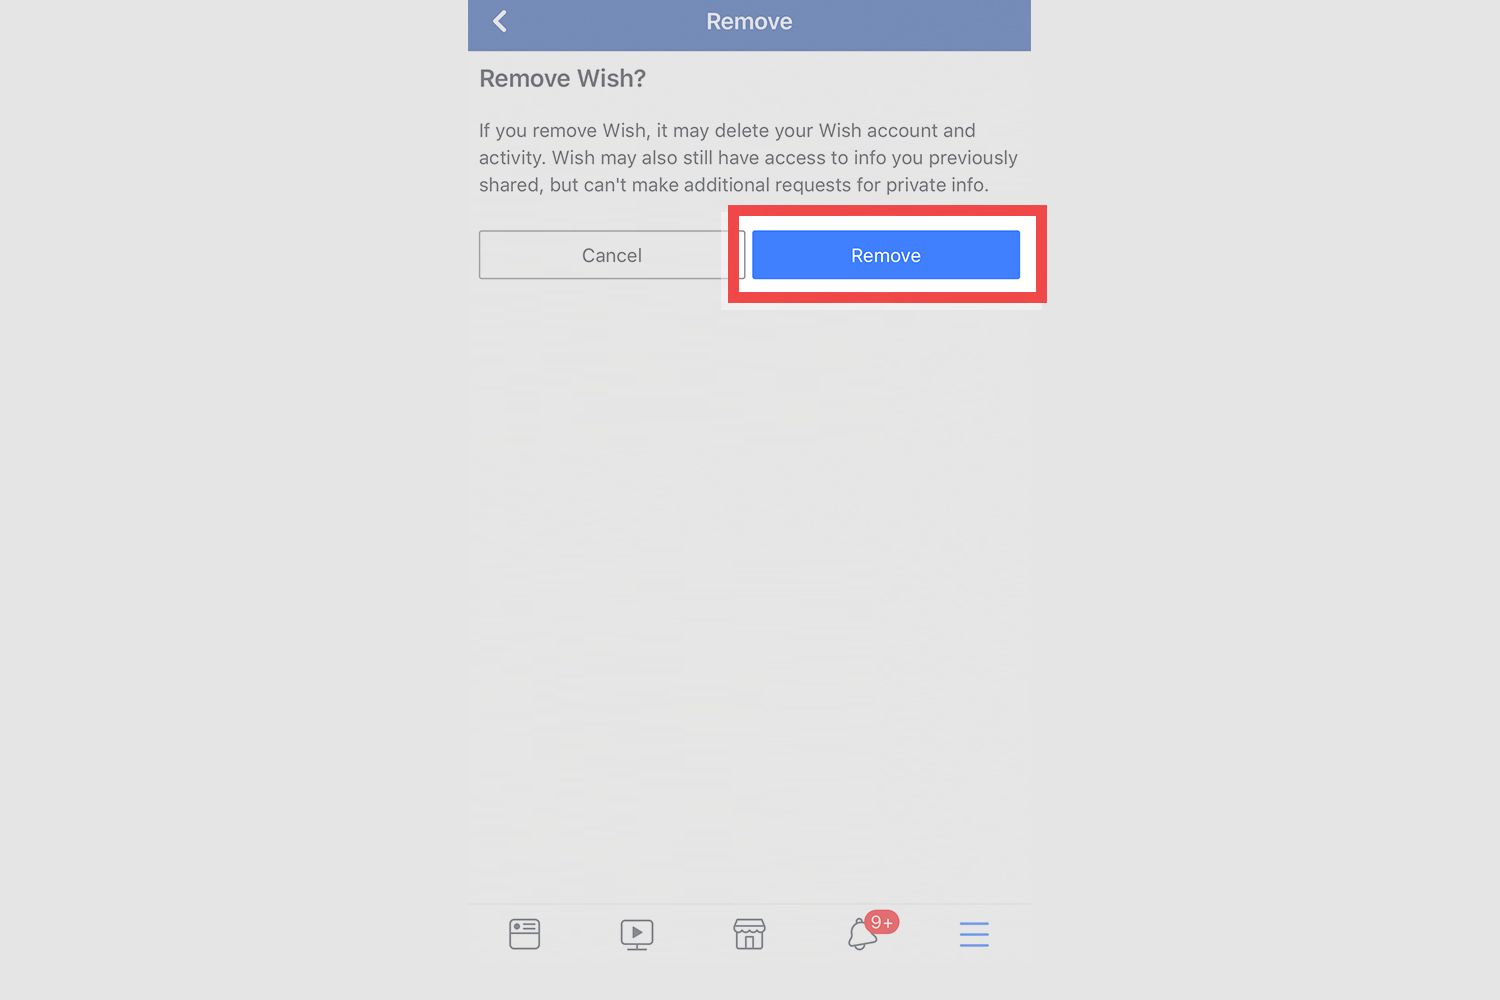 Remove
Remove Wish?
If you remove Wish, it may delete your Wish account and
activity. Wish may also still have access to info you previously
shared, but can't make additional requests for private info.
Cancel
Remove
9+